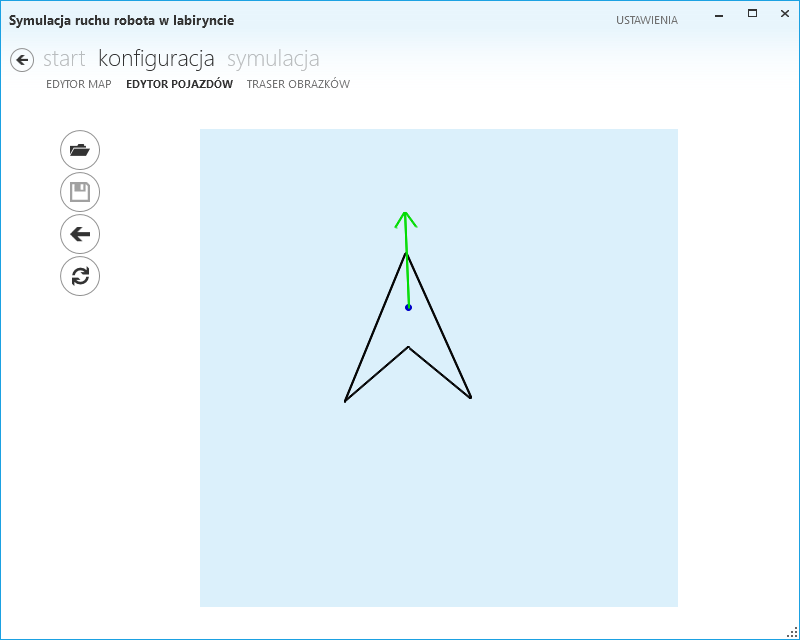 Symulacja ruchu robota w labiryncie
USTAWIENIA
start konfiguracja symulacja
EDYTOR MAP EDYTOR POJAZDÓW TRASER OBRAZKÓW